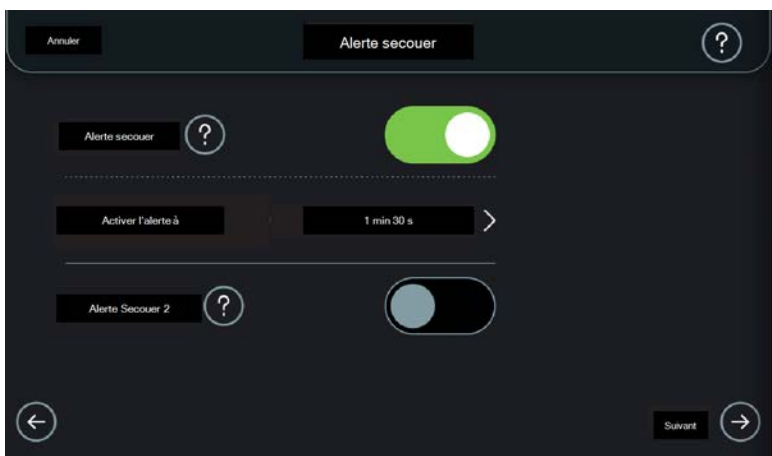 Annuler
Alerte secouer
?
Alerte secouer
?
Activer l'alerte à
1 min 30 s
Alerte Secouer 2
?
Suivant